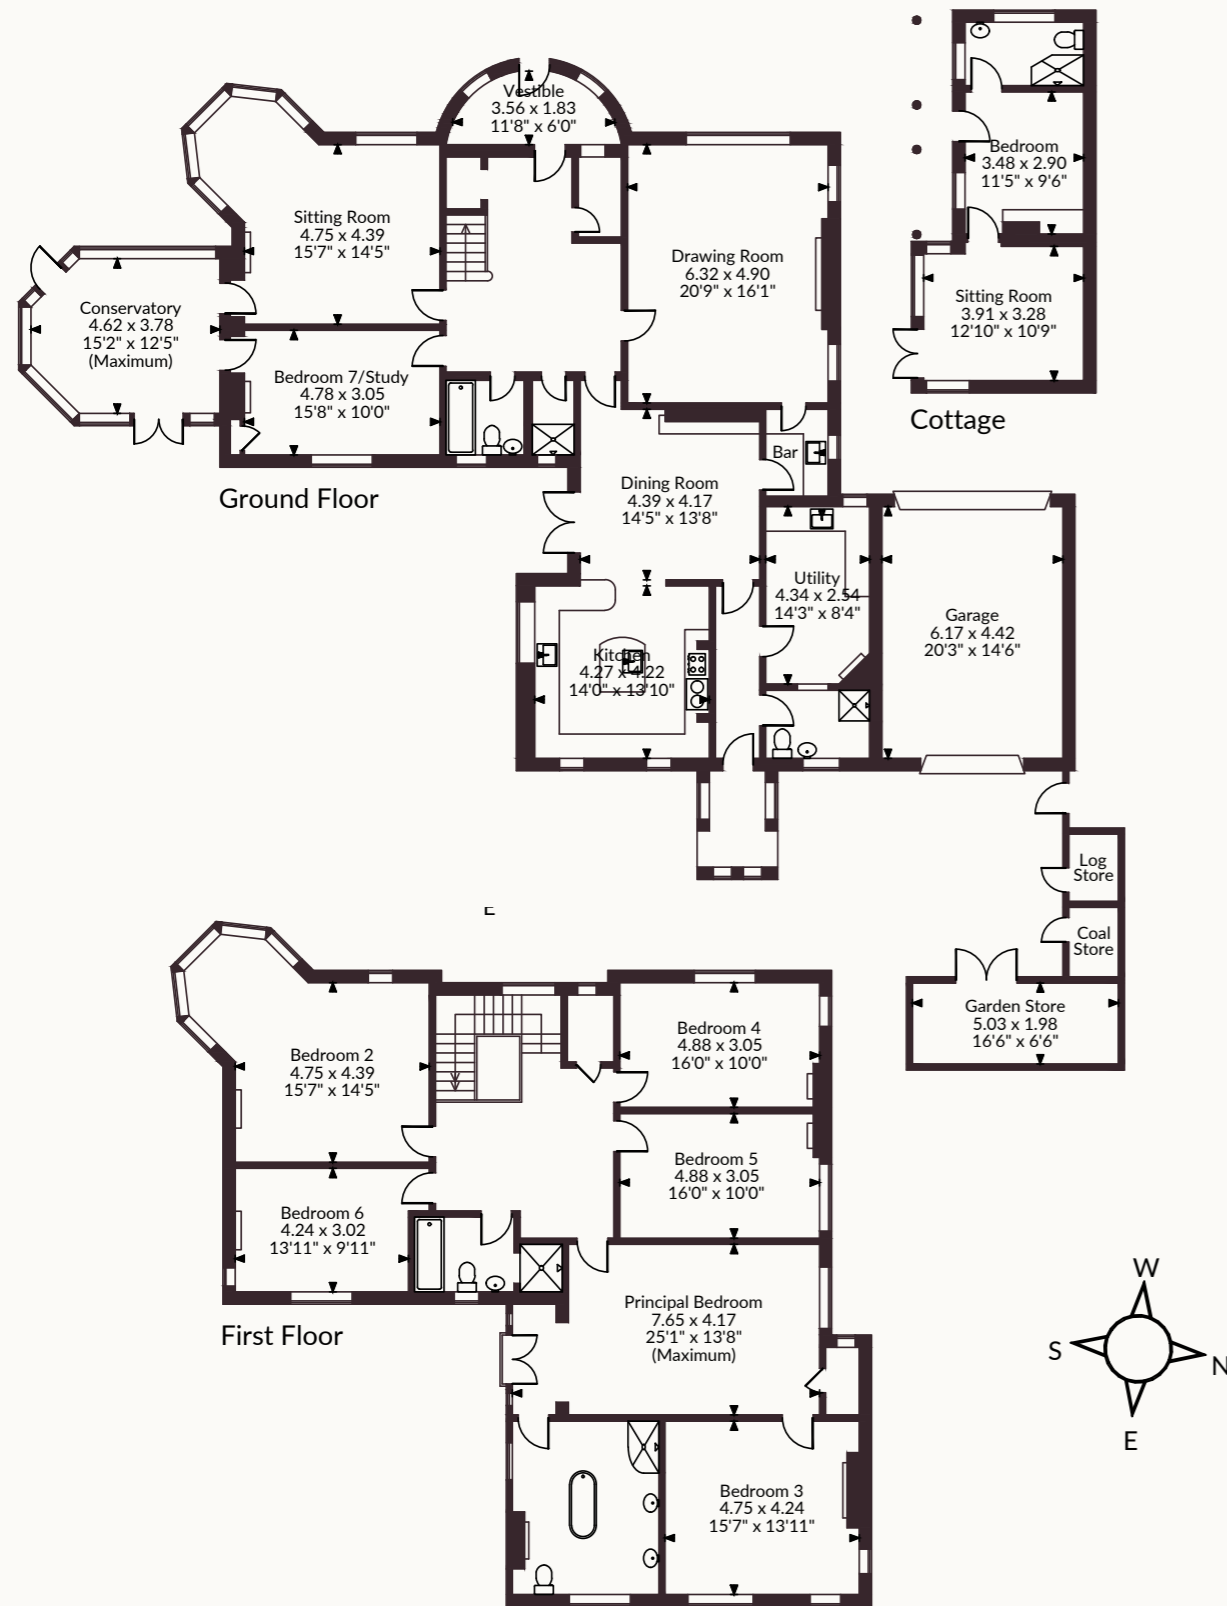 Vestible
3.56 x 1.83
11'8" x 6'0"
Sitting Room
4.75 x 4.39
15'7" x 14'5"
Drawing Room
6.32 x 4.90
20'9" x 16'1"
Conservatory
4.62 x 3.78
15'2" x 12'5"
(Maximum)
Bedroom 7/Study
4.78 x 3.05
15'8" x 10'0"
Ground Floor
Bedroom
3.48 x 2.90
11'5" x 9'6"
Sitting Room
3.91 x 3.28
12'10" x 10'9"
Cottage
Bar
Dining Room
4.39 x 4.17
14'5" x 13'8"
Utility
4.34 x 2.54
14'3" x 8'4"
Garage
6.17 x 4.42
20'3" x 14'6"
Kitchen
4.27 x 4.22
14'0" x 13'10"
Log
Store
Coal
Store
Garden Store
5.03 x 1.98
16'6" x 6'6"
Bedroom 2
4.75 x 4.39
15'7" x 14'5"
Bedroom 4
4.88 x 3.05
16'0" x 10'0"
Bedroom 5
4.88 x 3.05
16'0" x 10'0"
Bedroom 6
4.24 x 3.02
13'11" x 9'11"
Principal Bedroom
7.65 x 4.17
25'1" x 13'8"
(Maximum)
First Floor
Bedroom 3
4.75 x 4.24
15'7" x 13'11"
W
S
N
E